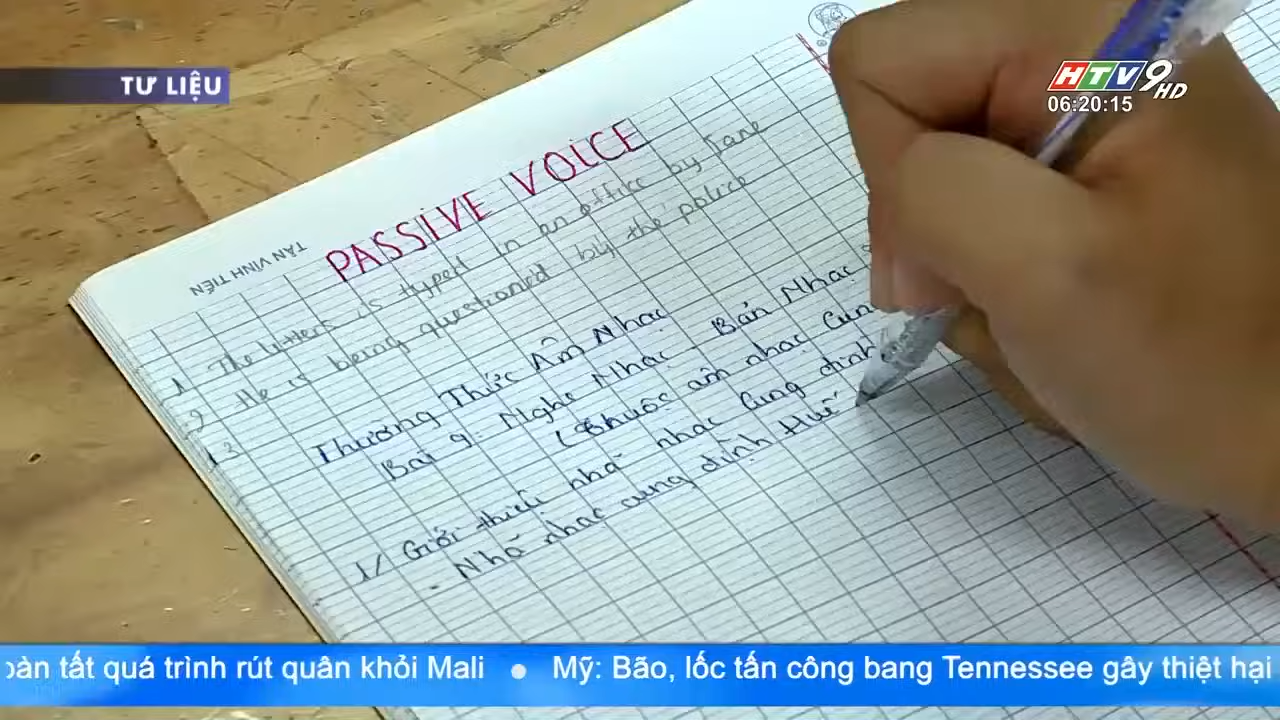 TƯ LIỆU
HTV9 HD
06:20:15
TÂN VĨNH TIẾN
PASSIVE VOICE
1 The letters is typed in an office by Jane
2 He is being questioned by the police
3
Thường Thức Âm Nhạc
Bài 9: Nghe Nhạc Bản Nhạc
(Thuộc âm nhạc Cung
1/ Giới thiệu nhã nhạc Cung đình
- Nhã nhạc cung đình Huế
oàn tất quá trình rút quân khỏi Mali • Mỹ: Bão, lốc tấn công bang Tennessee gây thiệt hại